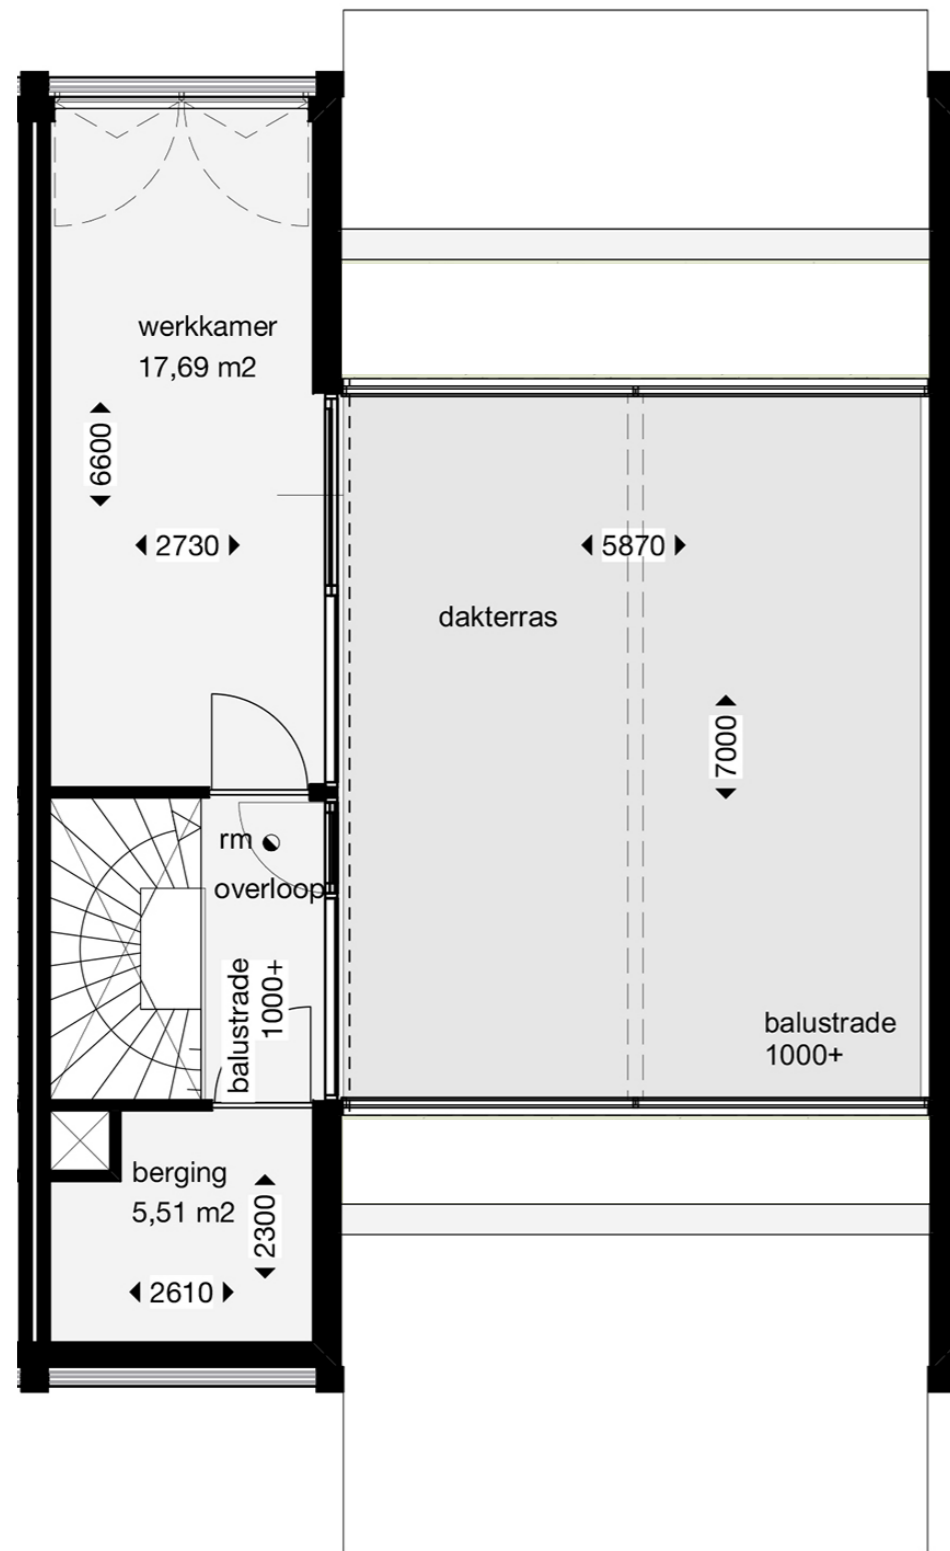 werkkamer
17,69 m2
6600
2730
5870
dakterras
7000
rm
overloop
balustrade
1000+
balustrade
1000+
berging
5,51 m2
2300
2610